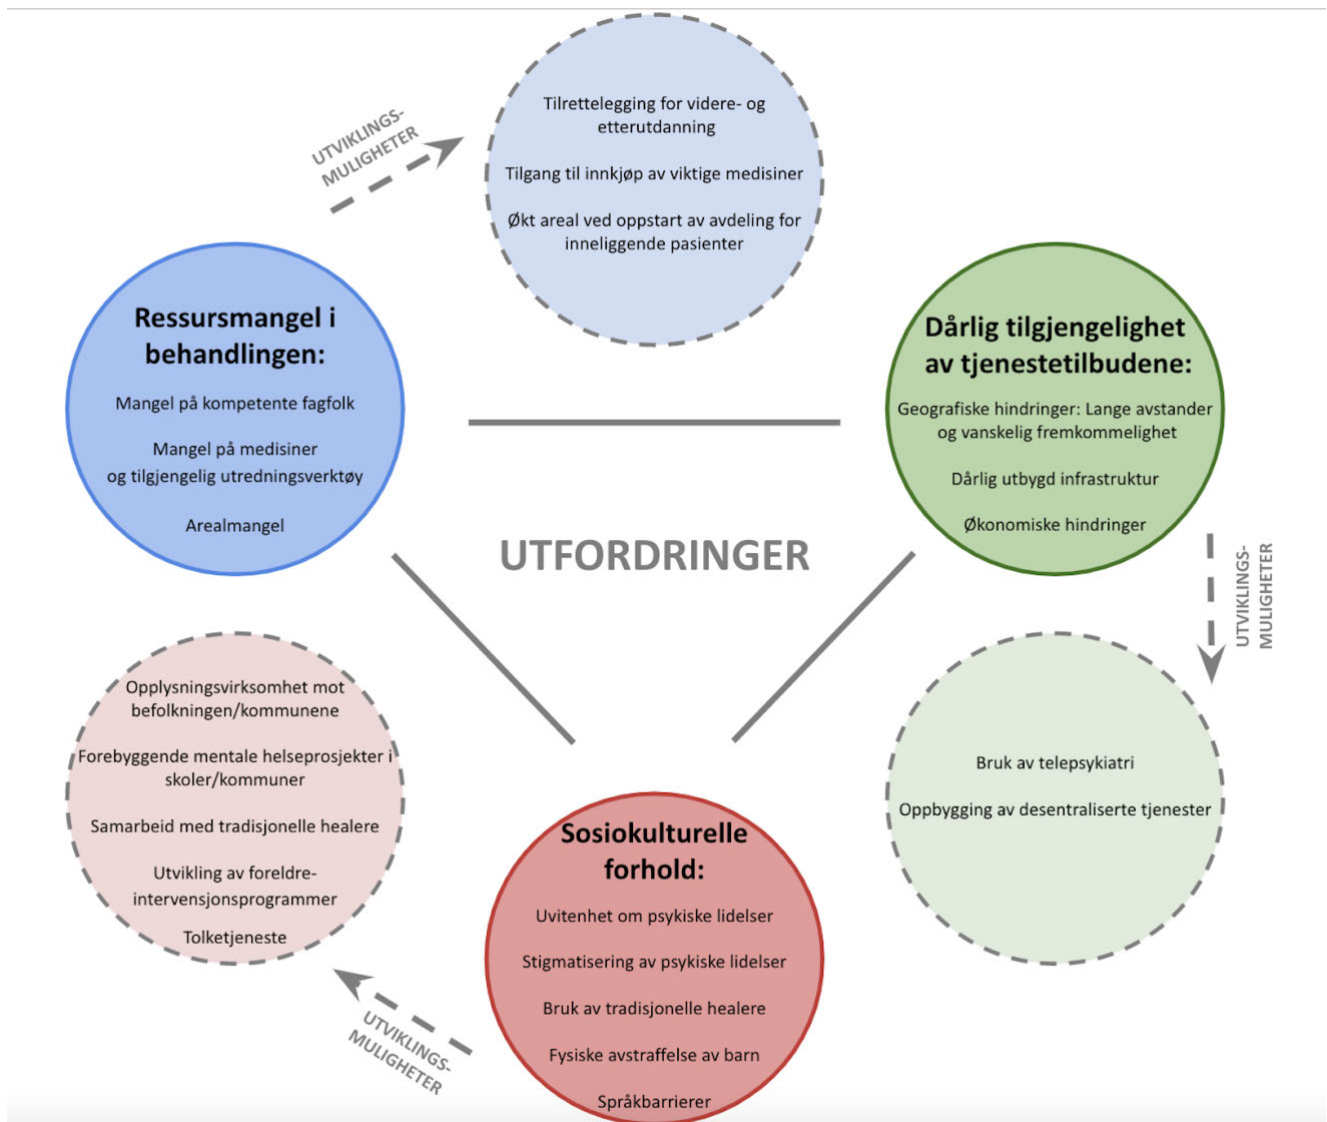 Tilrettelegging for videre- og
etterutdanning
Tilgang til innkjøp av viktige medisiner
Økt areal ved oppstart av avdeling for
inneliggende pasienter
UTVIKLINGS-
MULIGHETER
Ressursmangel i
behandlingen:
Mangel på kompetente fagfolk
Mangel på medisiner
og tilgjengelig utredningsverktøy
Arealmangel
Dårlig tilgjengelighet
av tjenestetilbudene:
Geografiske hindringer: Lange avstander
og vanskelig fremkommelighet
Dårlig utbygd infrastruktur
Økonomiske hindringer
UTFORDRINGER
UTVIKLINGS-
MULIGHETER
Opplysningsvirksomhet mot
befolkningen/kommunene
Forebyggende mentale helseprosjekter i
skoler/kommuner
Samarbeid med tradisjonelle healere
Utvikling av foreldre-
intervensjonsprogrammer
Tolketjeneste
Bruk av telepsykiatri
Oppbygging av desentraliserte tjenester
Sosiokulturelle
forhold:
Uvitenhet om psykiske lidelser
Stigmatisering av psykiske lidelser
Bruk av tradisjonelle healere
Fysiske avstraffelse av barn
Språkbarrierer
UTVIKLINGS-
MULIGHETER